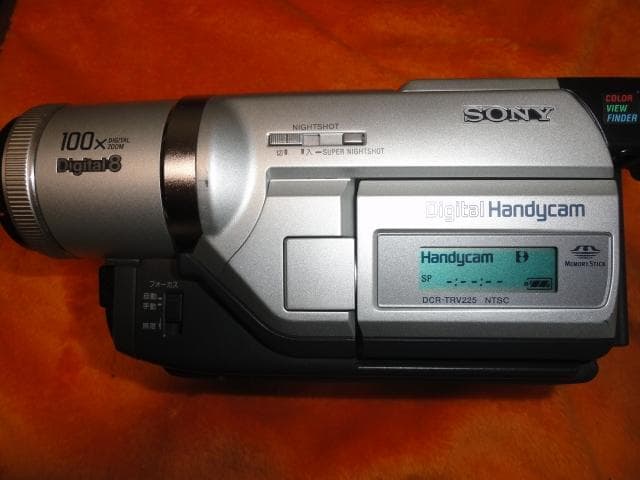 100x DIGITAL ZOOM
Digital8
NIGHTSHOT
切 入 SUPER NIGHTSHOT
SONY
COLOR
VIEW
FINDER
Digital Handycam
Handycam
SP -:--:--
MEMORY STICK
DCR-TRV225 NTSC
フォーカス
自動
手動
無限